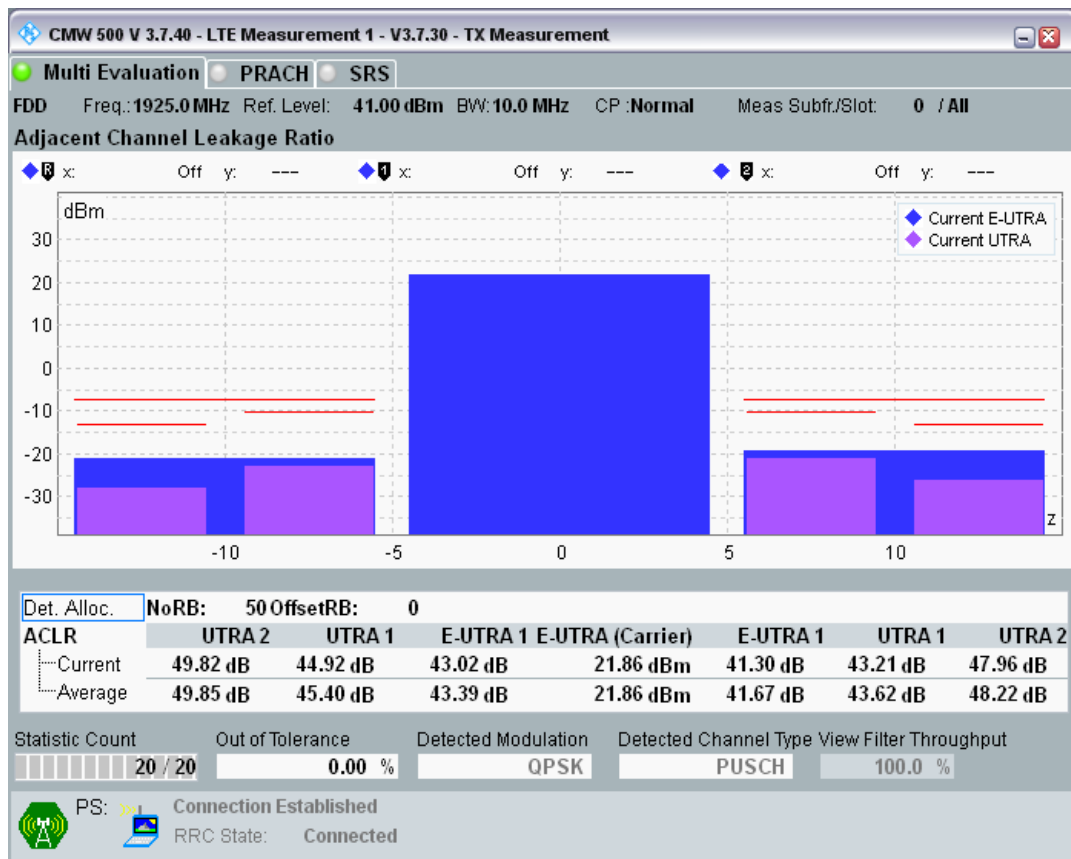 CMW 500 V 3.7.40 - LTE Measurement 1 - V3.7.30 - TX Measurement
Multi Evaluation PRACH SRS
FDD Freq.:1925.0 MHz Ref. Level: 41.00 dBm BW:10.0 MHz CP :Normal Meas Subfr./Slot: 0 / All
Adjacent Channel Leakage Ratio
R x: Off y: --- 1 x: Off y: --- 2 x: Off y: ---
dBm
Current E-UTRA
Current UTRA
30
20
10
0
-10
-20
-30
z
-10 -5 0 5 10
Det. Alloc. NoRB: 50 OffsetRB: 0
ACLR UTRA 2 UTRA 1 E-UTRA 1 E-UTRA (Carrier) E-UTRA 1 UTRA 1 UTRA 2
Current 49.82 dB 44.92 dB 43.02 dB 21.86 dBm 41.30 dB 43.21 dB 47.96 dB
Average 49.85 dB 45.40 dB 43.39 dB 21.86 dBm 41.67 dB 43.62 dB 48.22 dB
Statistic Count Out of Tolerance Detected Modulation Detected Channel Type View Filter Throughput
20 / 20 0.00 % QPSK PUSCH 100.0 %
PS: Connection Established
RRC State: Connected